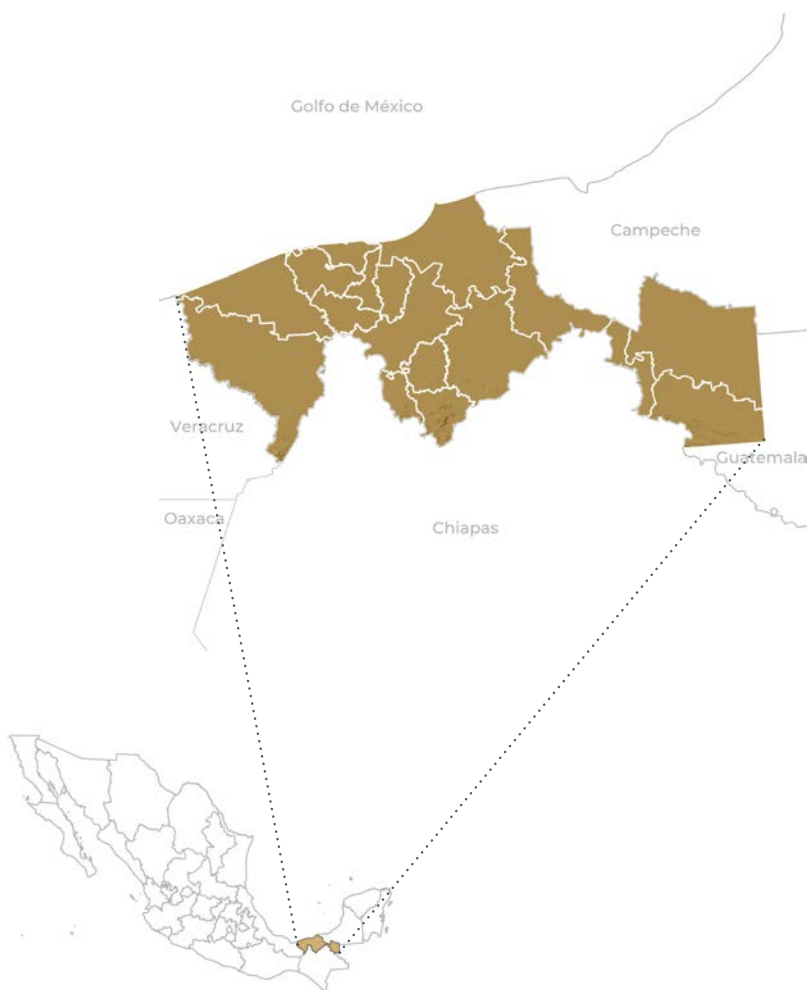 Golfo de México
Campeche
Veracruz
Guatemala
Oaxaca
Chiapas